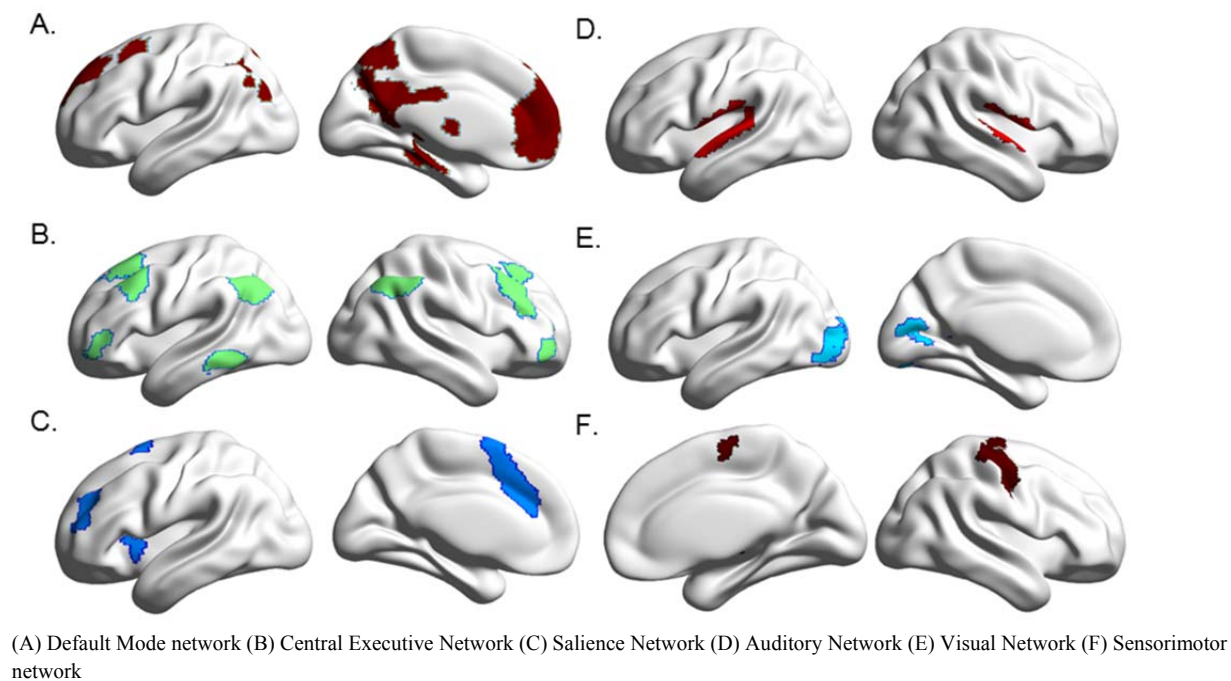 A.
D.
B.
E.
C.
F.
(A) Default Mode network (B) Central Executive Network (C) Salience Network (D) Auditory Network (E) Visual Network (F) Sensorimotor
network